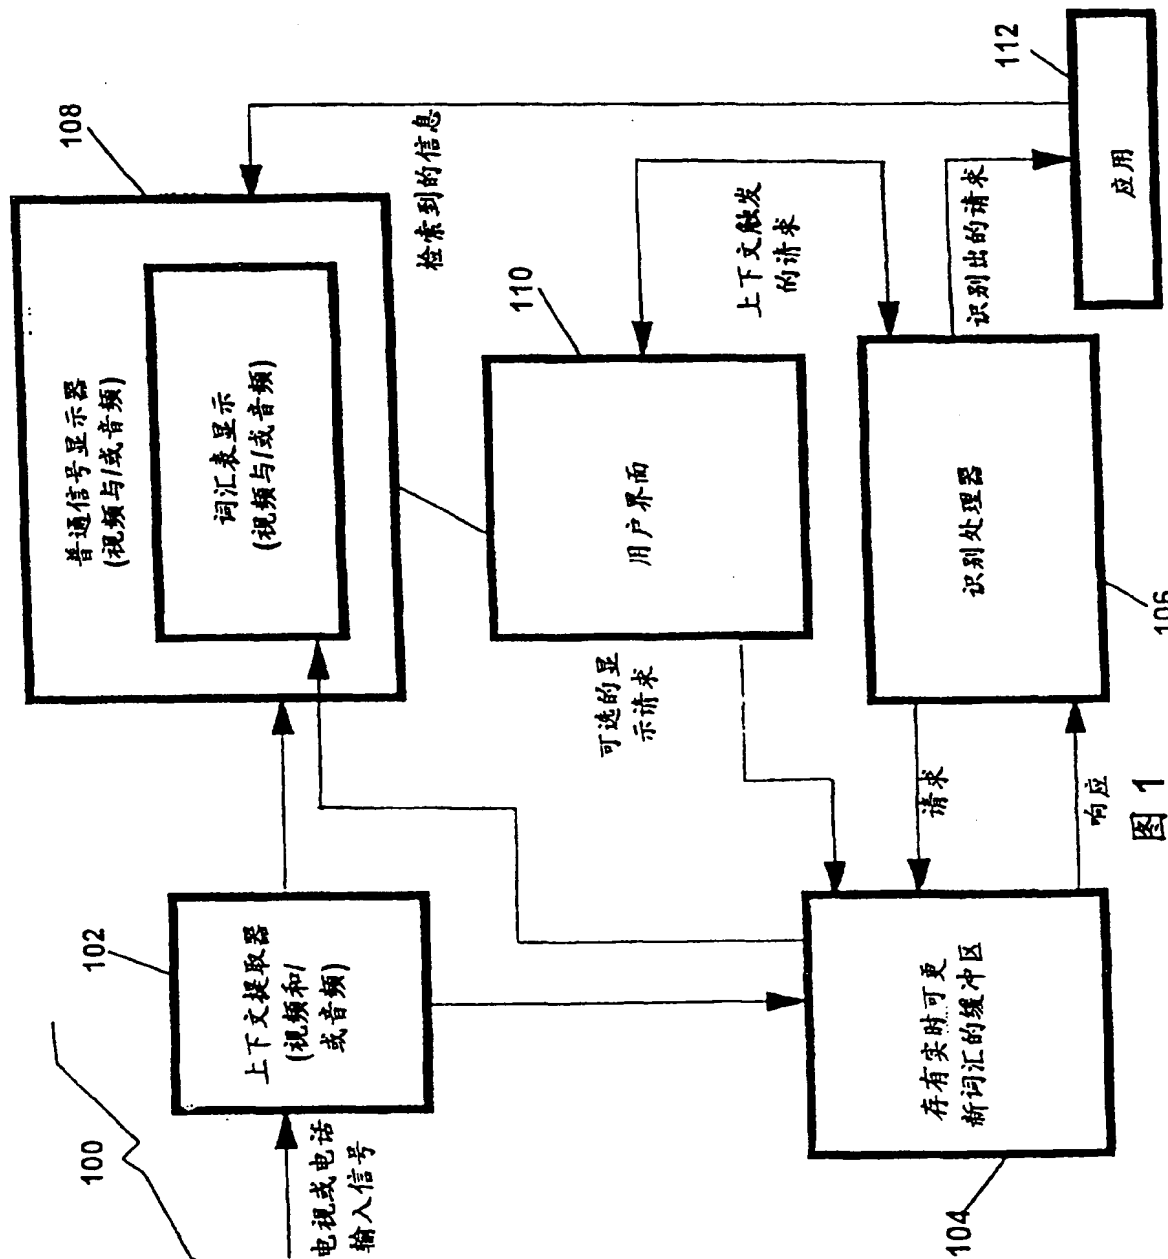 100
电视或电话
输入信号
102
上下文提取器
(视频和/
或音频)
普通信号显示器
(视频与/或音频)
词汇表显示
(视频与/或音频)
108
检索到的信息
110
用户界面
可选的显
示请求
上下文触发
的请求
104
存有实时可更
新词汇的缓冲区
请求
响应
识别处理器
106
识别出的请求
112
应用
图 1